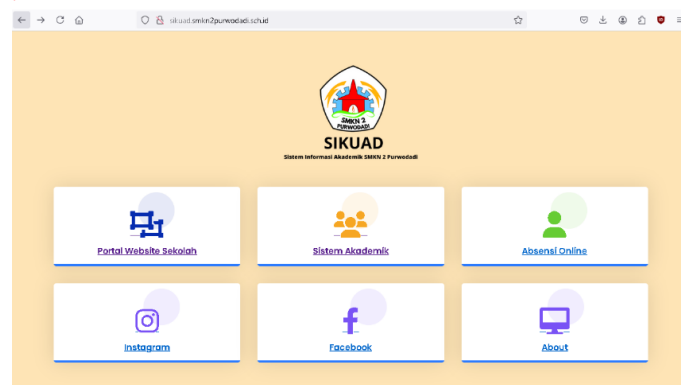 sikuad.smkn2purwodadi.sch.id
SMKN 2
PURWODADI
SIKUAD
Sistem Informasi Akademik SMKN 2 Purwodadi
Portal Website Sekolah
Sistem Akademik
Absensi Online
Instagram
Facebook
About